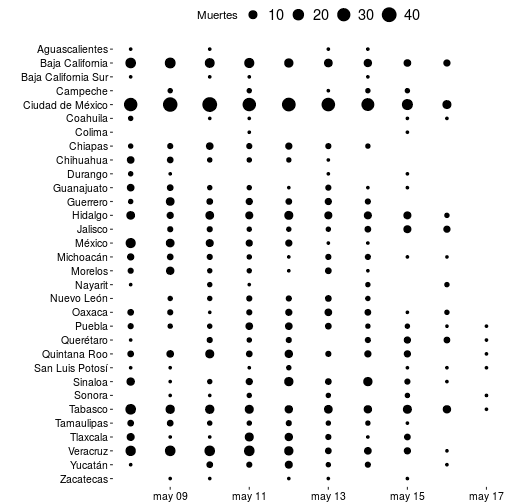 Muertes 10 20 30 40
Aguascalientes
Baja California
Baja California Sur
Campeche
Ciudad de México
Coahuila
Colima
Chiapas
Chihuahua
Durango
Guanajuato
Guerrero
Hidalgo
Jalisco
México
Michoacán
Morelos
Nayarit
Nuevo León
Oaxaca
Puebla
Querétaro
Quintana Roo
San Luis Potosí
Sinaloa
Sonora
Tabasco
Tamaulipas
Tlaxcala
Veracruz
Yucatán
Zacatecas
may 09 may 11 may 13 may 15 may 17